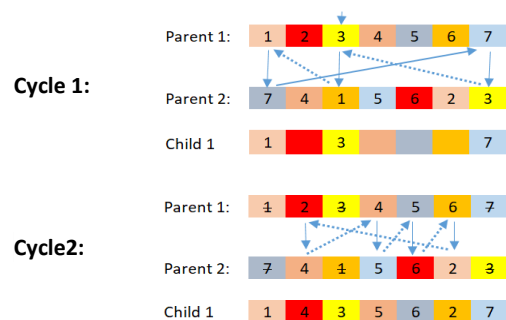 Parent 1: 1 2 3 4 5 6 7
Cycle 1:
Parent 2: 7 4 1 5 6 2 3
Child 1 1 3 7
Parent 1: 1 2 3 4 5 6 7
Cycle2:
Parent 2: 7 4 1 5 6 2 3
Child 1 1 4 3 5 6 2 7